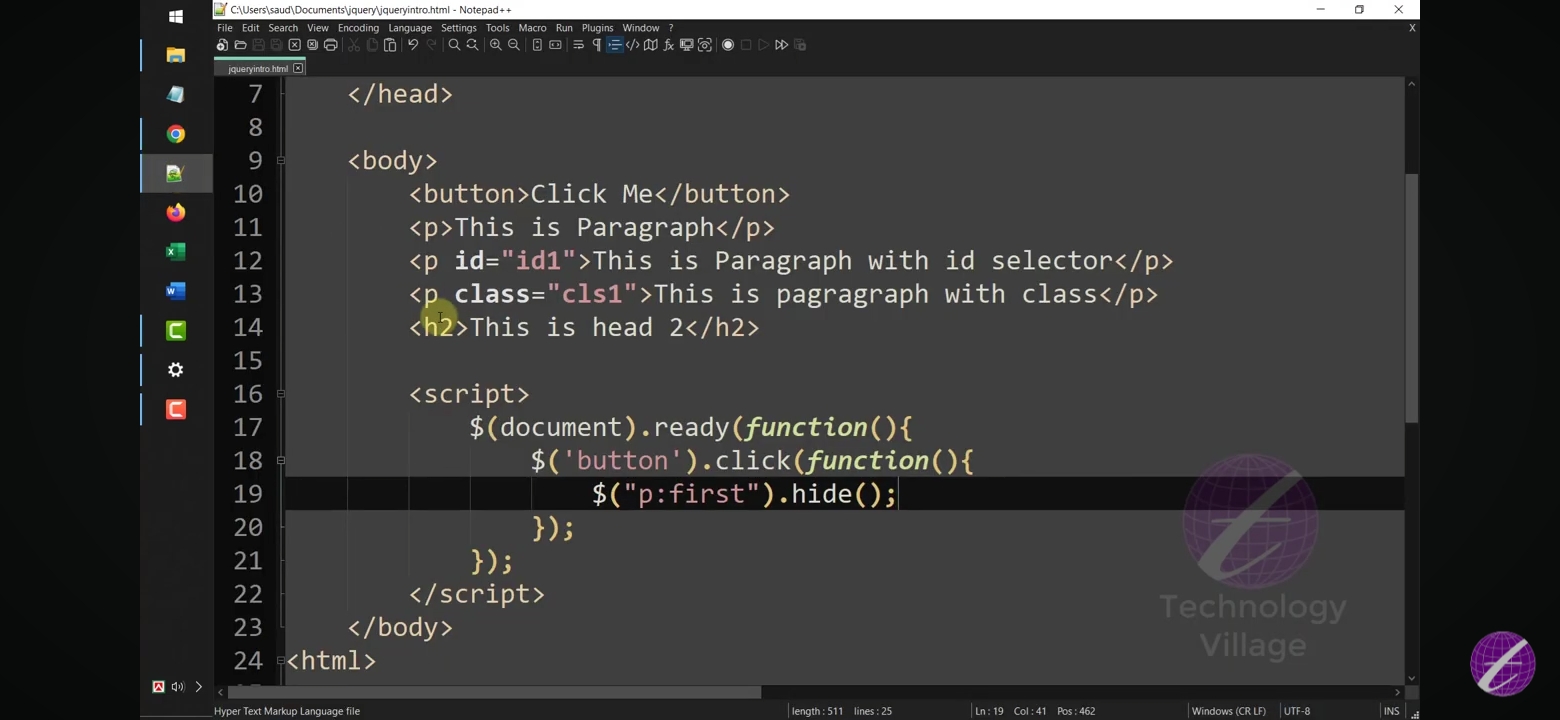 C:\Users\saud\Documents\jquery\jqueryintro.html - Notepad++
File Edit Search View Encoding Language Settings Tools Macro Run Plugins Window ? X
jqueryintro.html
7 </head>
8
9 <body>
10 <button>Click Me</button>
11 <p>This is Paragraph</p>
12 <p id="id1">This is Paragraph with id selector</p>
13 <p class="cls1">This is pagragraph with class</p>
14 <h2>This is head 2</h2>
15
16 <script>
17 $(document).ready(function(){
18 $('button').click(function(){
19 $("p:first").hide();
20 });
21 });
22 </script>
23 </body>
24 <html>
Technology
Village
Hyper Text Markup Language file length : 511 lines : 25 Ln : 19 Col : 41 Pos : 462 Windows (CR LF) UTF-8 INS